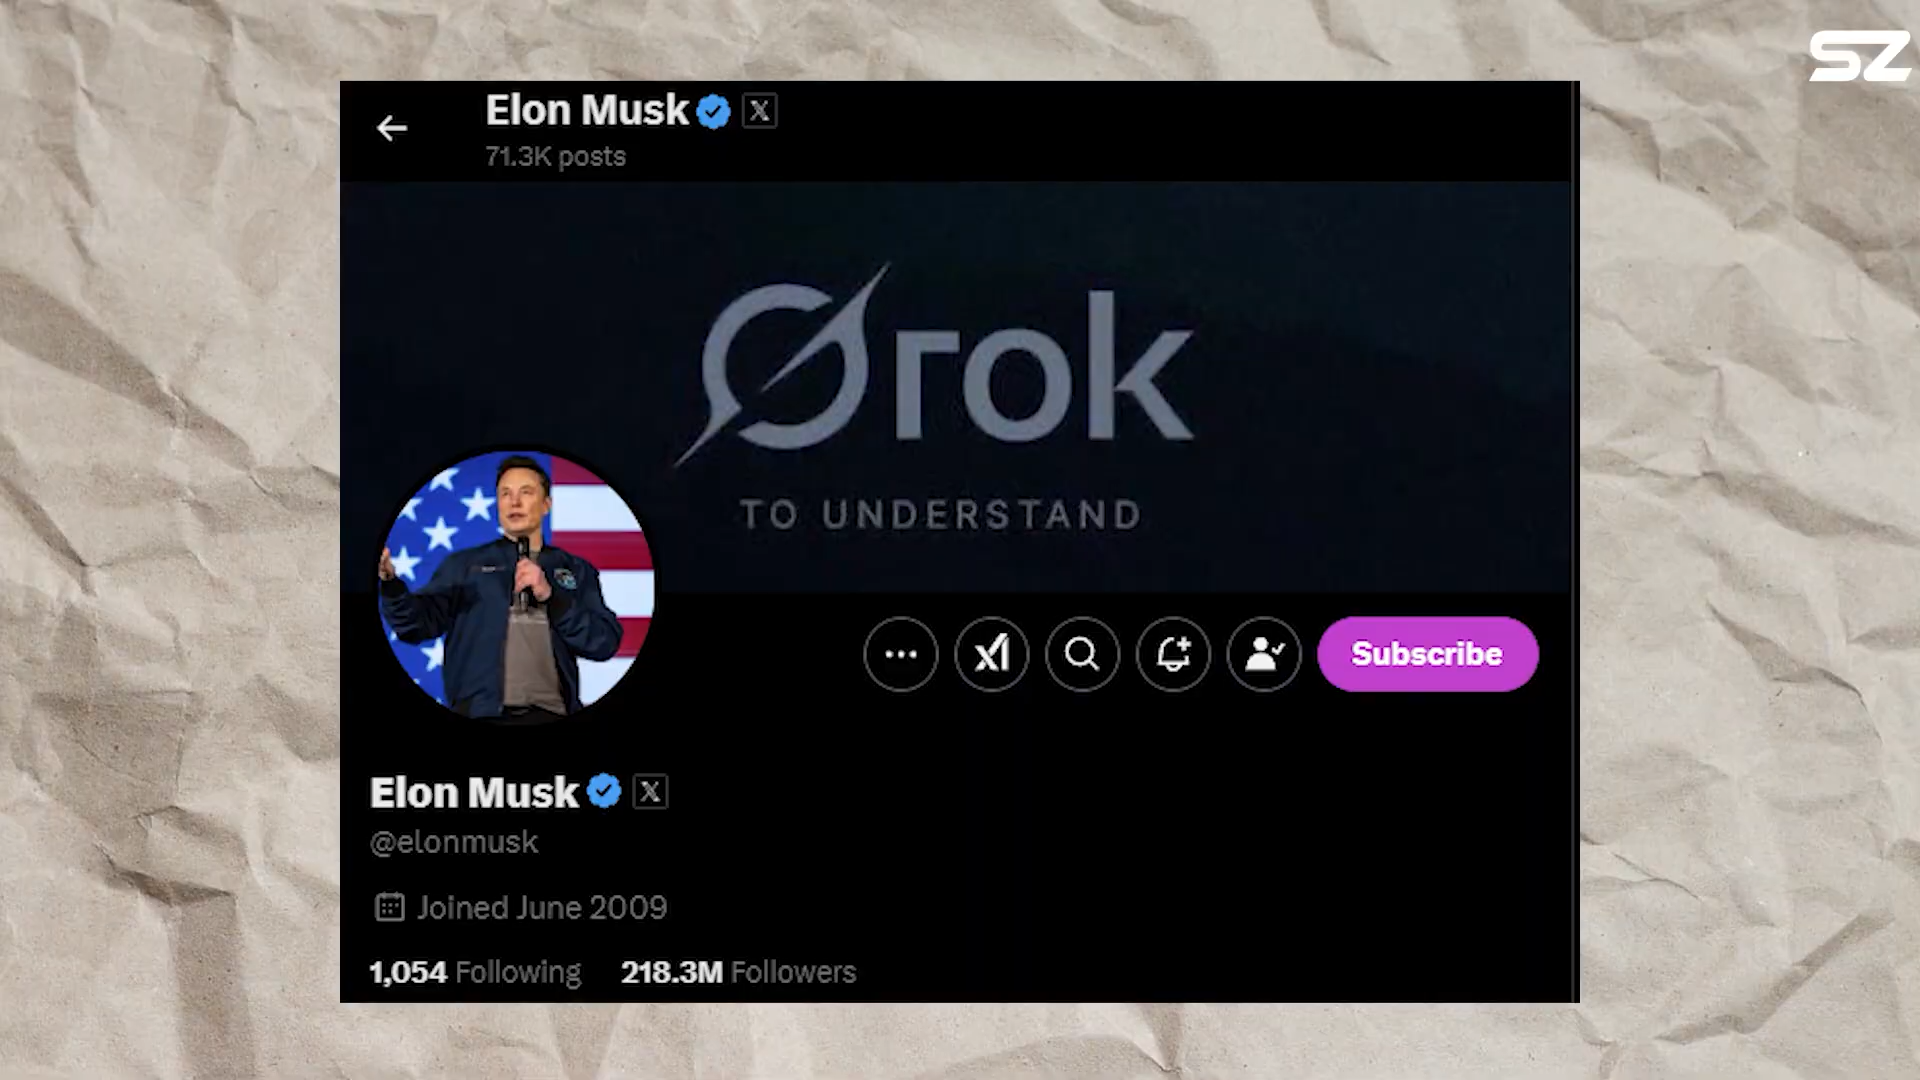 SZ
Elon Musk X
71.3K posts
Grok
TO UNDERSTAND
Subscribe
Elon Musk X
@elonmusk
Joined June 2009
1,054 Following 218.3M Followers